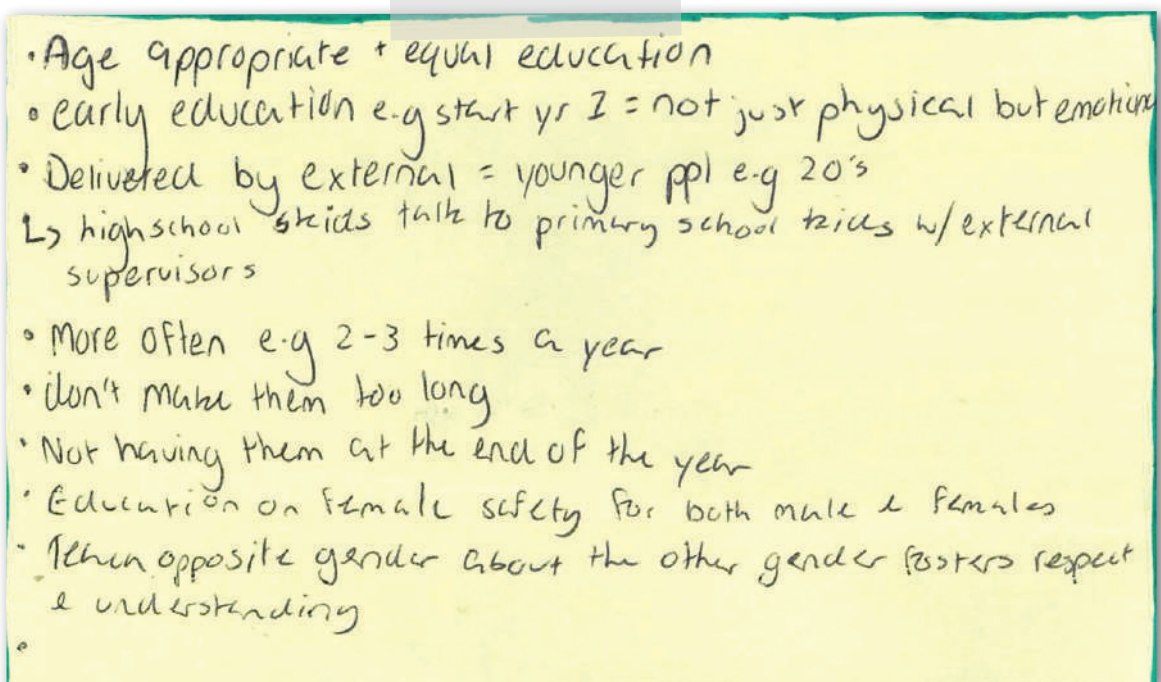 • Age appropriate + equal education
• early education e.g start yr 1 = not just physical but emotional
• Delivered by external = younger ppl e.g 20's
↳ highschool kids talk to primary school kids w/ external
supervisors
• More often e.g 2-3 times a year
• don't make them too long
• Not having them at the end of the year
• Education on female safety for both male & females
• Teach opposite gender about the other gender fosters respect
& understanding
•